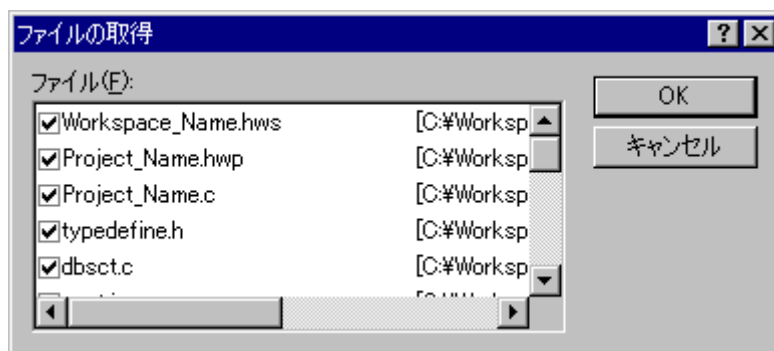 ファイルの取得
ファイル(F):
Workspace_Name.hws [C:¥Worksp
Project_Name.hwp [C:¥Worksp
Project_Name.c [C:¥Worksp
typedefine.h [C:¥Worksp
dbsct.c [C:¥Worksp
OK
キャンセル